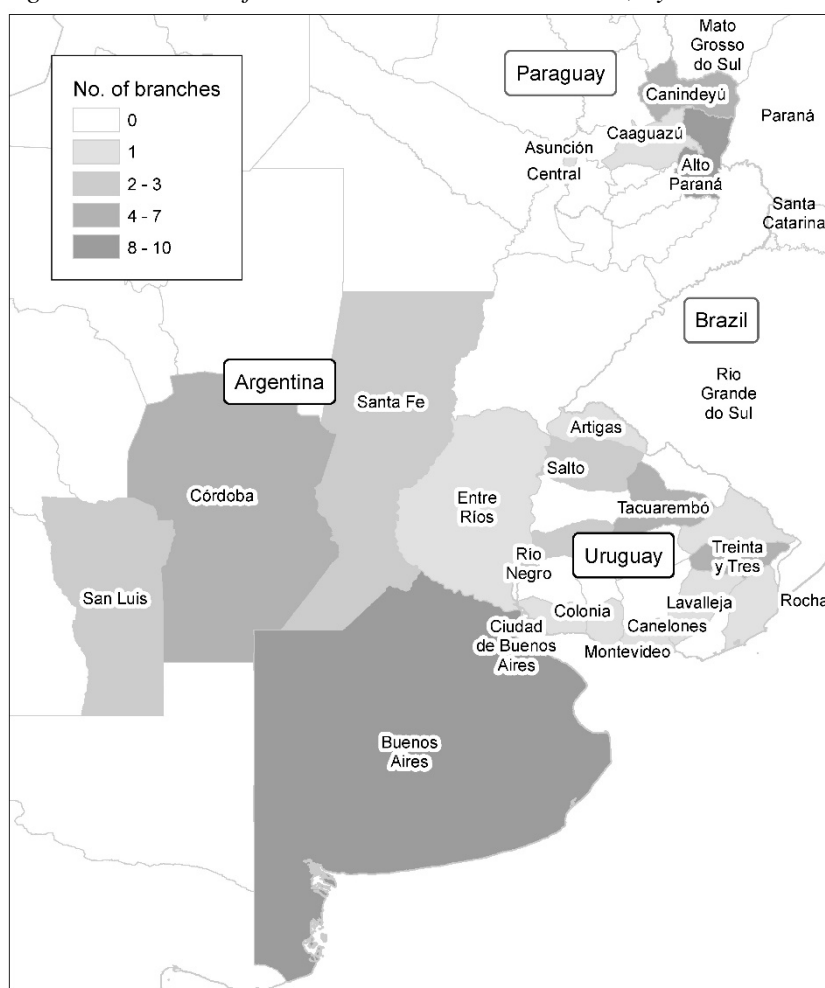 No. of branches
0
1
2 - 3
4 - 7
8 - 10
Mato
Grosso
do Sul
Paraguay
Canindeyú
Paraná
Caaguazú
Asunción
Central
Alto
Paraná
Santa
Catarina
Brazil
Rio
Grande
do Sul
Argentina
Santa Fe
Artigas
Salto
Córdoba
Entre
Ríos
Tacuarembó
Rio
Negro
Uruguay
Treinta
y Tres
San Luis
Colonia
Lavalleja
Rocha
Canelones
Ciudad
de Buenos
Aires
Montevideo
Buenos
Aires